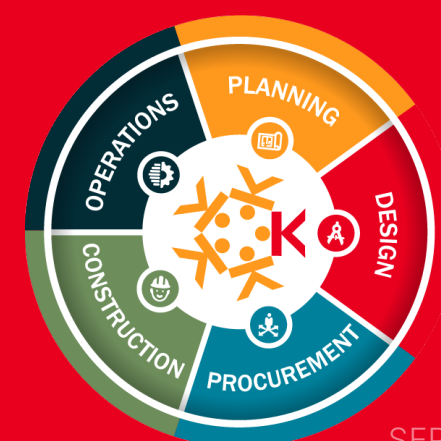 PLANNING
DESIGN
PROCUREMENT
CONSTRUCTION
OPERATIONS
K